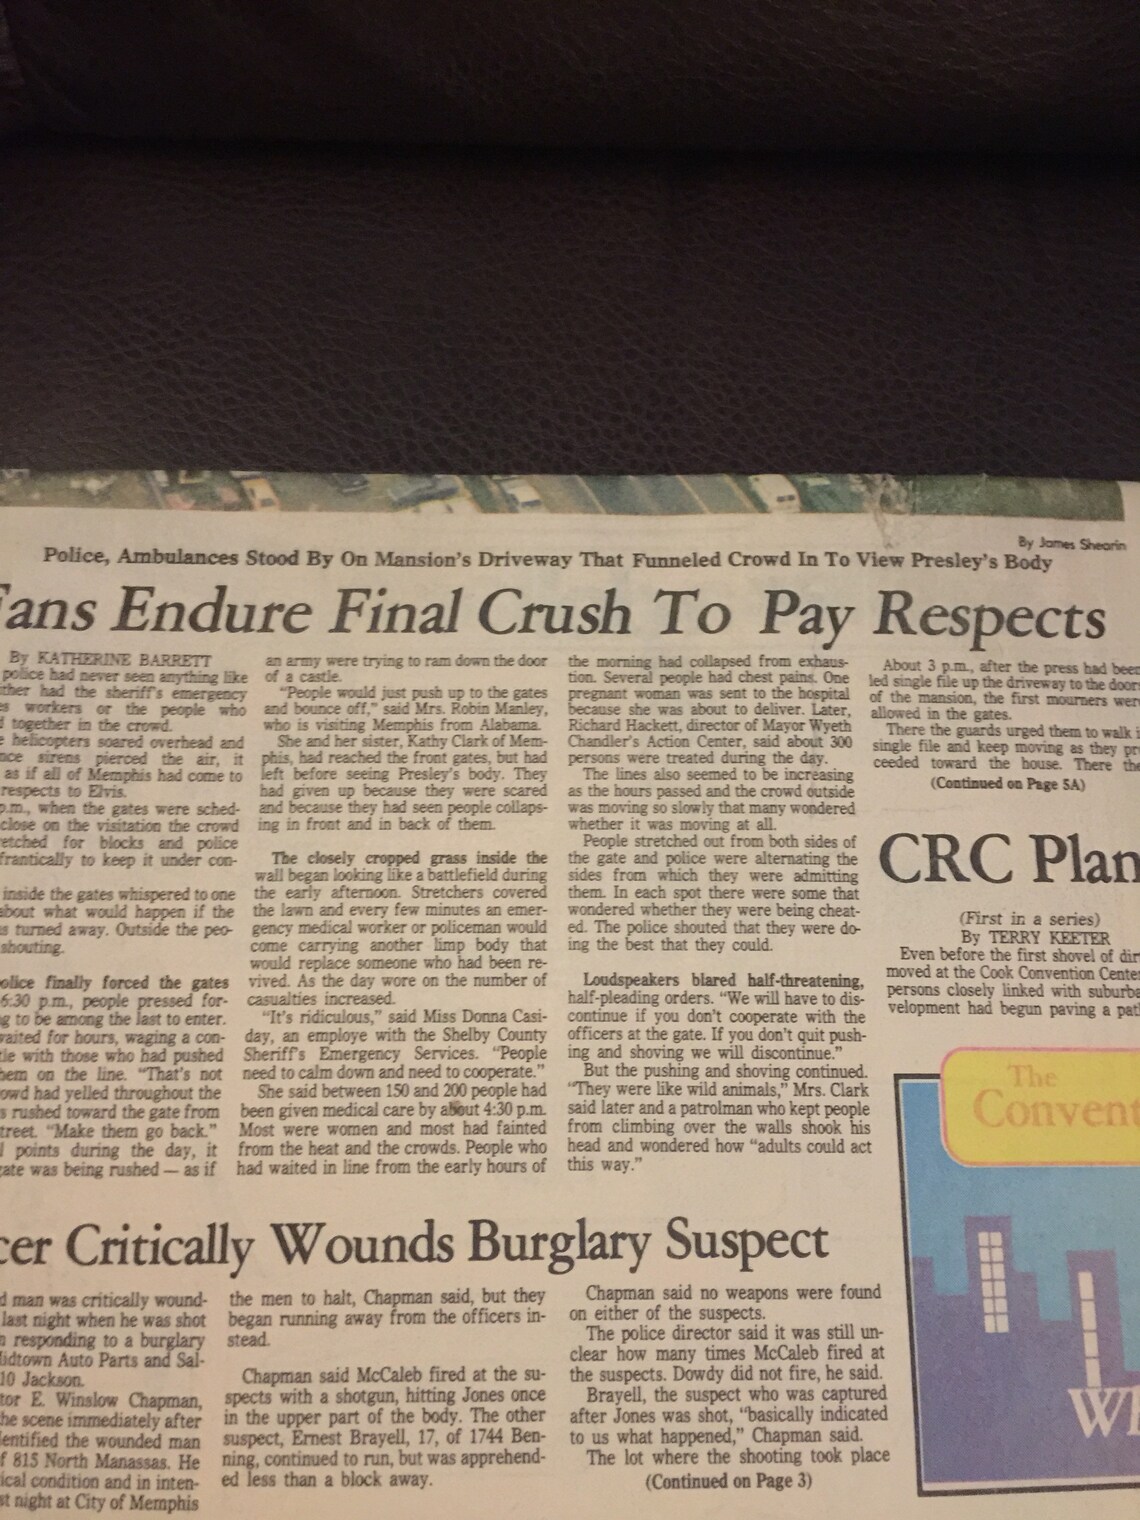 By James Shearin
Police, Ambulances Stood By On Mansion's Driveway That Funneled Crowd In To View Presley's Body
ans Endure Final Crush To Pay Respects
By KATHERINE BARRETT
police had never seen anything like
ther had the sheriff's emergency
es workers or the people who
d together in the crowd.
e helicopters soared overhead and
nce sirens pierced the air, it
as if all of Memphis had come to
respects to Elvis.
p.m., when the gates were sched-
close on the visitation the crowd
etched for blocks and police
frantically to keep it under con-
inside the gates whispered to one
about what would happen if the
s turned away. Outside the peo-
shouting.
olice finally forced the gates
6:30 p.m., people pressed for-
g to be among the last to enter.
waited for hours, waging a con-
tle with those who had pushed
hem on the line. "That's not
owd had yelled throughout the
s rushed toward the gate from
treet. "Make them go back."
l points during the day, it
gate was being rushed — as if
an army were trying to ram down the door
of a castle.
"People would just push up to the gates
and bounce off," said Mrs. Robin Manley,
who is visiting Memphis from Alabama.
She and her sister, Kathy Clark of Mem-
phis, had reached the front gates, but had
left before seeing Presley's body. They
had given up because they were scared
and because they had seen people collaps-
ing in front and in back of them.
The closely cropped grass inside the
wall began looking like a battlefield during
the early afternoon. Stretchers covered
the lawn and every few minutes an emer-
gency medical worker or policeman would
come carrying another limp body that
would replace someone who had been re-
vived. As the day wore on the number of
casualties increased.
"It's ridiculous," said Miss Donna Casi-
day, an employe with the Shelby County
Sheriff's Emergency Services. "People
need to calm down and need to cooperate."
She said between 150 and 200 people had
been given medical care by about 4:30 p.m.
Most were women and most had fainted
from the heat and the crowds. People who
had waited in line from the early hours of
the morning had collapsed from exhaus-
tion. Several people had chest pains. One
pregnant woman was sent to the hospital
because she was about to deliver. Later,
Richard Hackett, director of Mayor Wyeth
Chandler's Action Center, said about 300
persons were treated during the day.
The lines also seemed to be increasing
as the hours passed and the crowd outside
was moving so slowly that many wondered
whether it was moving at all.
People stretched out from both sides of
the gate and police were alternating the
sides from which they were admitting
them. In each spot there were some that
wondered whether they were being cheat-
ed. The police shouted that they were do-
ing the best that they could.
Loudspeakers blared half-threatening,
half-pleading orders. "We will have to dis-
continue if you don't cooperate with the
officers at the gate. If you don't quit push-
ing and shoving we will discontinue."
But the pushing and shoving continued.
"They were like wild animals," Mrs. Clark
said later and a patrolman who kept people
from climbing over the walls shook his
head and wondered how "adults could act
this way."
About 3 p.m., after the press had been
led single file up the driveway to the door
of the mansion, the first mourners were
allowed in the gates.
There the guards urged them to walk i
single file and keep moving as they pro
ceeded toward the house. There the
(Continued on Page 5A)
CRC Plan
(First in a series)
By TERRY KEETER
Even before the first shovel of dir
moved at the Cook Convention Center
persons closely linked with suburba
velopment had begun paving a pat
The
Convent
Wh
cer Critically Wounds Burglary Suspect
d man was critically wound-
last night when he was shot
n responding to a burglary
Midtown Auto Parts and Sal-
10 Jackson.
tor E. Winslow Chapman,
he scene immediately after
dentified the wounded man
f 815 North Manassas. He
ical condition and in inten-
st night at City of Memphis
the men to halt, Chapman said, but they
began running away from the officers in-
stead.
Chapman said McCaleb fired at the su-
spects with a shotgun, hitting Jones once
in the upper part of the body. The other
suspect, Ernest Brayell, 17, of 1744 Ben-
ning, continued to run, but was apprehend-
ed less than a block away.
Chapman said no weapons were found
on either of the suspects.
The police director said it was still un-
clear how many times McCaleb fired at
the suspects. Dowdy did not fire, he said.
Brayell, the suspect who was captured
after Jones was shot, "basically indicated
to us what happened," Chapman said.
The lot where the shooting took place
(Continued on Page 3)